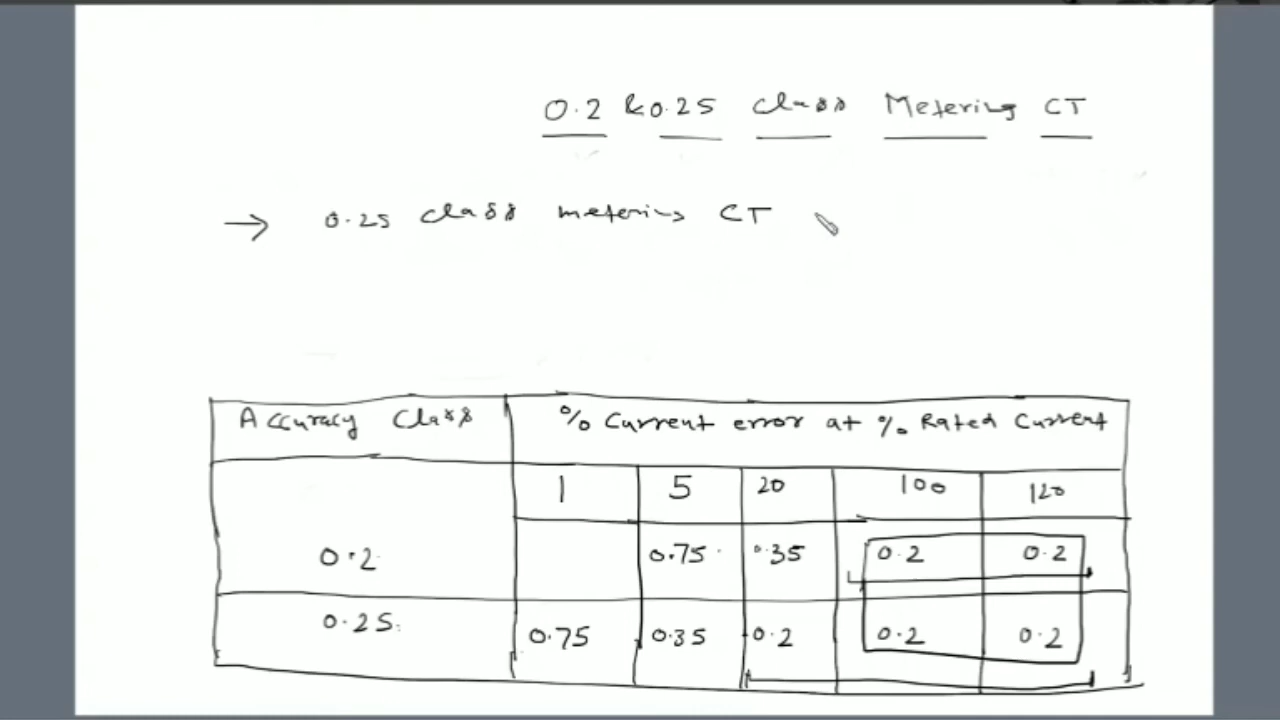 0.2 & 0.25 Class Metering CT
→ 0.25 Class metering CT
Accuracy Class % Current error at % Rated Current
1 5 20 100 120
0.2 0.75 0.35 0.2 0.2
0.25 0.75 0.35 0.2 0.2 0.2